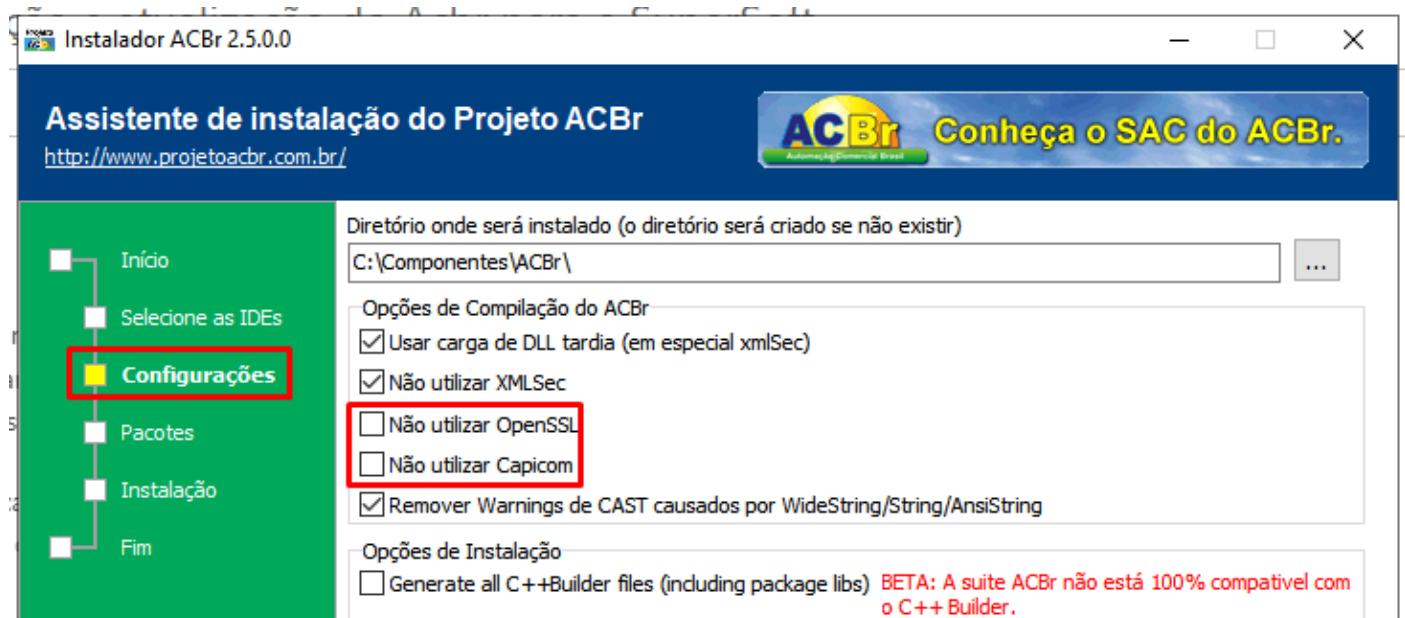 Instalador ACBr 2.5.0.0
Assistente de instalação do Projeto ACBr
http://www.projetoacbr.com.br/
ACBr
Automação Comercial Brasil
Conheça o SAC do ACBr.
Início
Selecione as IDEs
Configurações
Pacotes
Instalação
Fim
Diretório onde será instalado (o diretório será criado se não existir)
C:\Componentes\ACBr\
...
Opções de Compilação do ACBr
Usar carga de DLL tardia (em especial xmlSec)
Não utilizar XMLSec
Não utilizar OpenSSL
Não utilizar Capicom
Remover Warnings de CAST causados por WideString/String/AnsiString
Opções de Instalação
Generate all C++Builder files (including package libs)
BETA: A suite ACBr não está 100% compativel com
o C++ Builder.